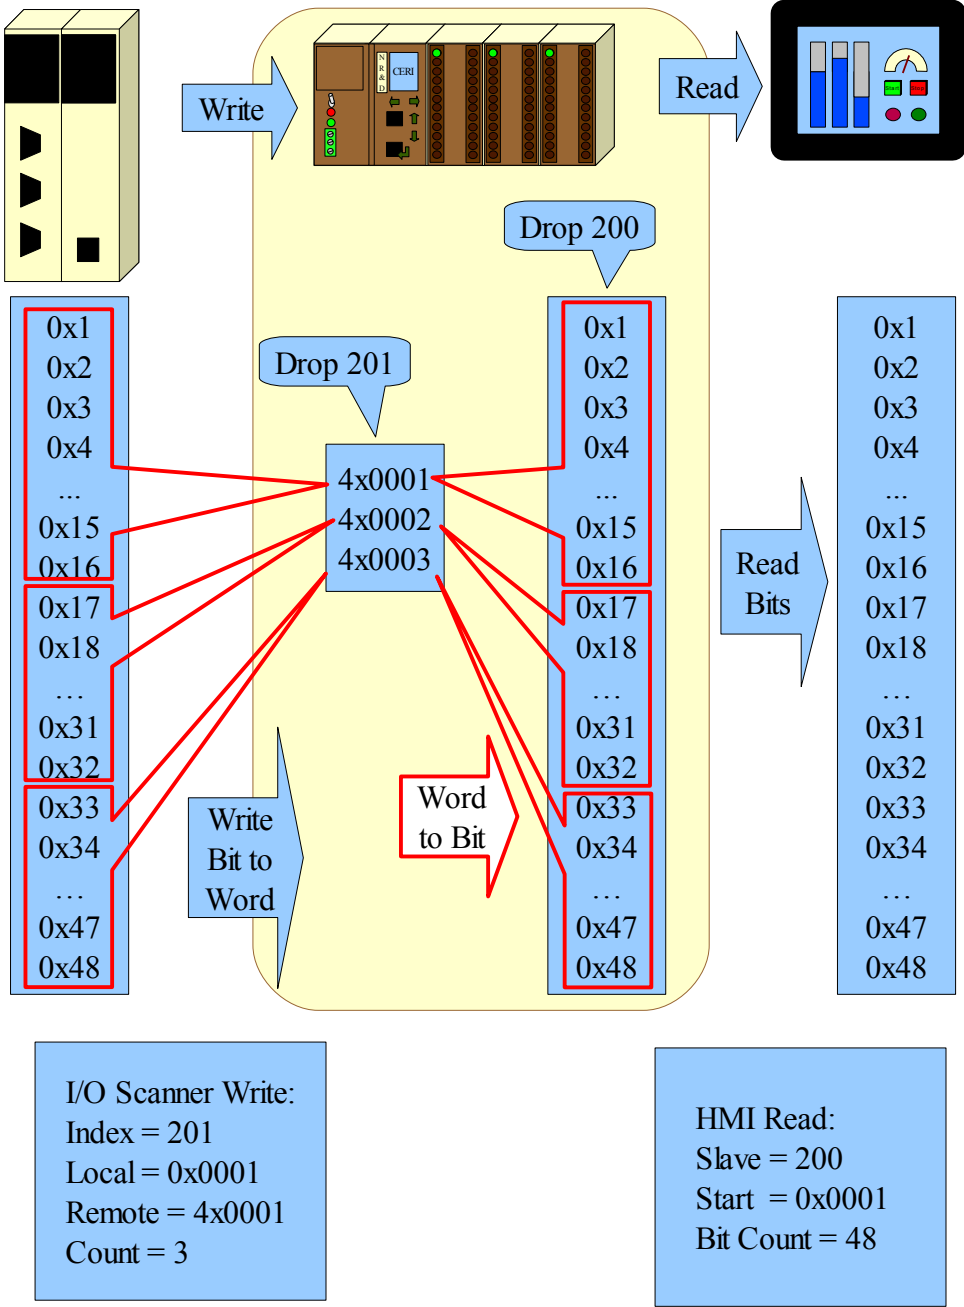 Write
N
R
&
D
CERI
Read
Start
Stop
Drop 200
Drop 201
0x1
0x2
0x3
0x4
...
0x15
0x16
0x17
0x18
...
0x31
0x32
0x33
0x34
...
0x47
0x48
4x0001
4x0002
4x0003
0x1
0x2
0x3
0x4
...
0x15
0x16
0x17
0x18
...
0x31
0x32
0x33
0x34
...
0x47
0x48
0x1
0x2
0x3
0x4
...
0x15
0x16
0x17
0x18
...
0x31
0x32
0x33
0x34
...
0x47
0x48
Write
Bit to
Word
Word
to Bit
Read
Bits
I/O Scanner Write:
Index = 201
Local = 0x0001
Remote = 4x0001
Count = 3
HMI Read:
Slave = 200
Start = 0x0001
Bit Count = 48